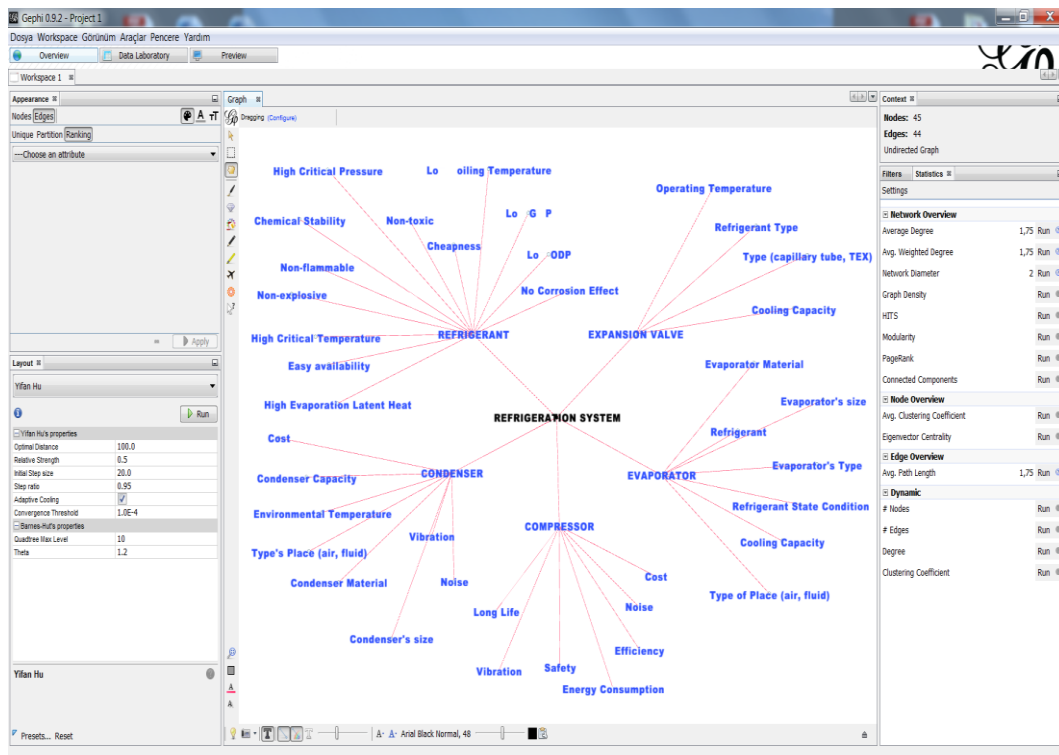 Gephi 0.9.2 - Project 1
Dosya Workspace Görünüm Araçlar Pencere Yardım
Overview Data Laboratory Preview
Workspace 1
Appearance
Nodes Edges
Unique Partition Ranking
---Choose an attribute
Apply
Layout
Yifan Hu
Run
Yifan Hu's properties
Optimal Distance 100.0
Relative Strength 0.5
Initial Step size 20.0
Step ratio 0.95
Adaptive Cooling
Convergence Threshold 1.0E-4
Barnes-Hut's properties
Quadtree Max Level 10
Theta 1.2
Yifan Hu
Presets... Reset
Graph
Dragging (Configure)
High Critical Pressure
Lo oiling Temperature
Operating Temperature
Chemical Stability
Non-toxic
Lo G P
Refrigerant Type
Cheapness
Lo ODP
Type (capillary tube, TEX)
Non-flammable
Non-explosive
No Corrosion Effect
Cooling Capacity
High Critical Temperature
REFRIGERANT
EXPANSION VALVE
Easy availability
Evaporator Material
High Evaporation Latent Heat
Evaporator's size
REFRIGERATION SYSTEM
Cost
Refrigerant
Condenser Capacity
CONDENSER
EVAPORATOR
Evaporator's Type
Environmental Temperature
Refrigerant State Condition
COMPRESSOR
Vibration
Cooling Capacity
Type's Place (air, fluid)
Condenser Material
Noise
Cost
Type of Place (air, fluid)
Long Life
Noise
Condenser's size
Efficiency
Vibration
Safety
Energy Consumption
A- A- Arial Black Normal, 48
Context
Nodes: 45
Edges: 44
Undirected Graph
Filters Statistics
Settings
Network Overview
Average Degree 1,75 Run
Avg. Weighted Degree 1,75 Run
Network Diameter 2 Run
Graph Density Run
HITS Run
Modularity Run
PageRank Run
Connected Components Run
Node Overview
Avg. Clustering Coefficient Run
Eigenvector Centrality Run
Edge Overview
Avg. Path Length 1,75 Run
Dynamic
# Nodes Run
# Edges Run
Degree Run
Clustering Coefficient Run